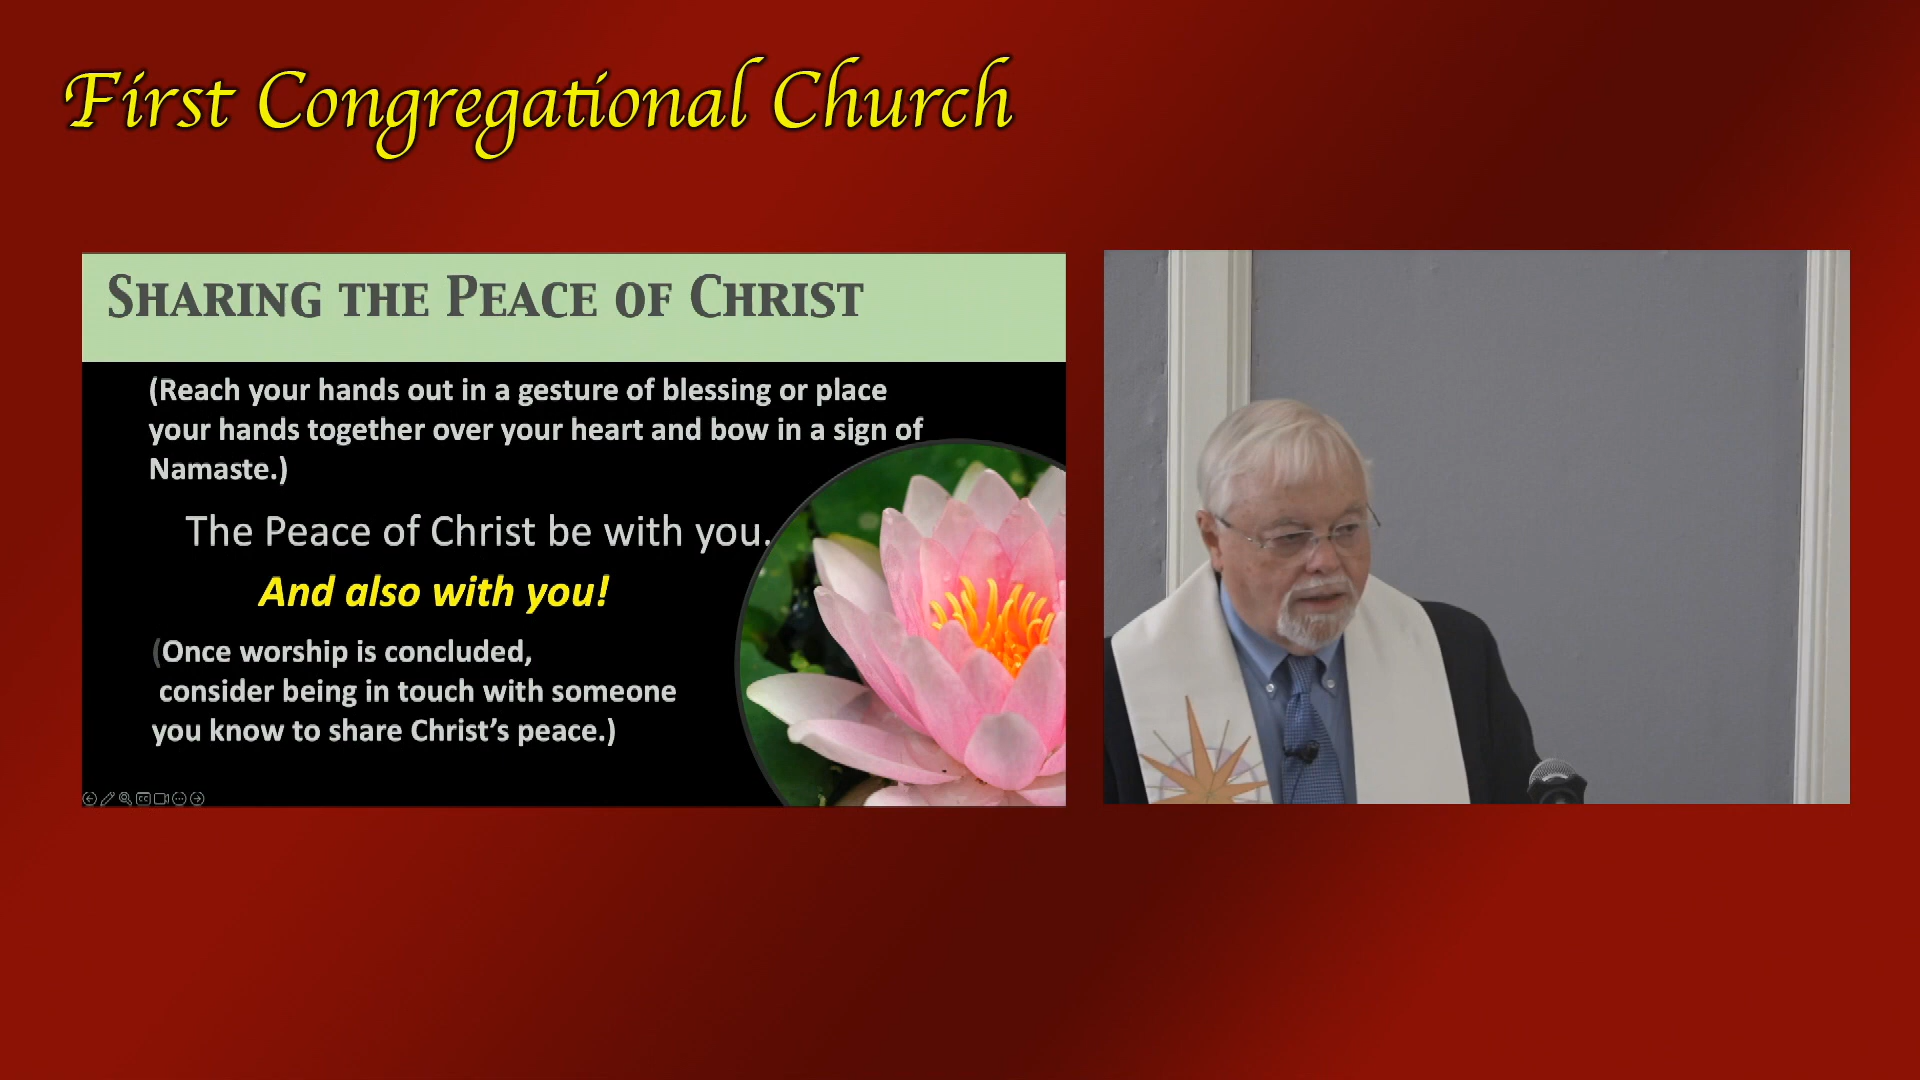 First Congregational Church
Sharing the Peace of Christ
(Reach your hands out in a gesture of blessing or place
your hands together over your heart and bow in a sign of
Namaste.)
The Peace of Christ be with you.
And also with you!
(Once worship is concluded,
consider being in touch with someone
you know to share Christ’s peace.)